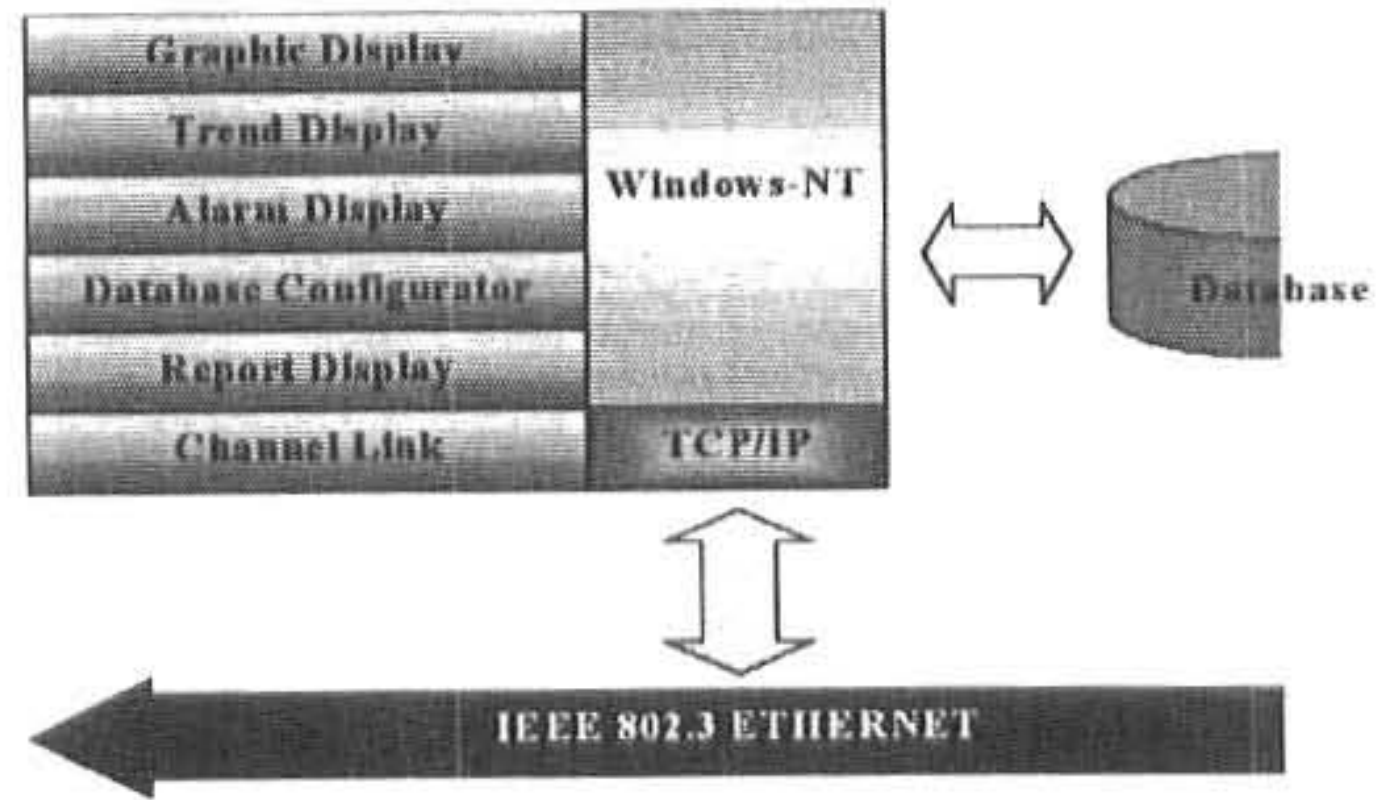 Graphic Display
Trend Display
Alarm Display
Database Configurator
Report Display
Channel Link
Windows-NT
TCP/IP
Database
IEEE 802.3 ETHERNET